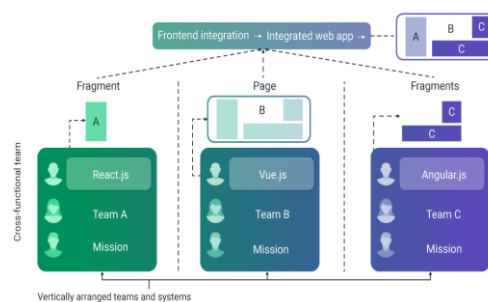 Frontend integration → Integrated web app →
A B C C
Fragment Page Fragments
A B C C
Cross-functional team
React.js Vue.js Angular.js
Team A Team B Team C
Mission Mission Mission
Vertically arranged teams and systems